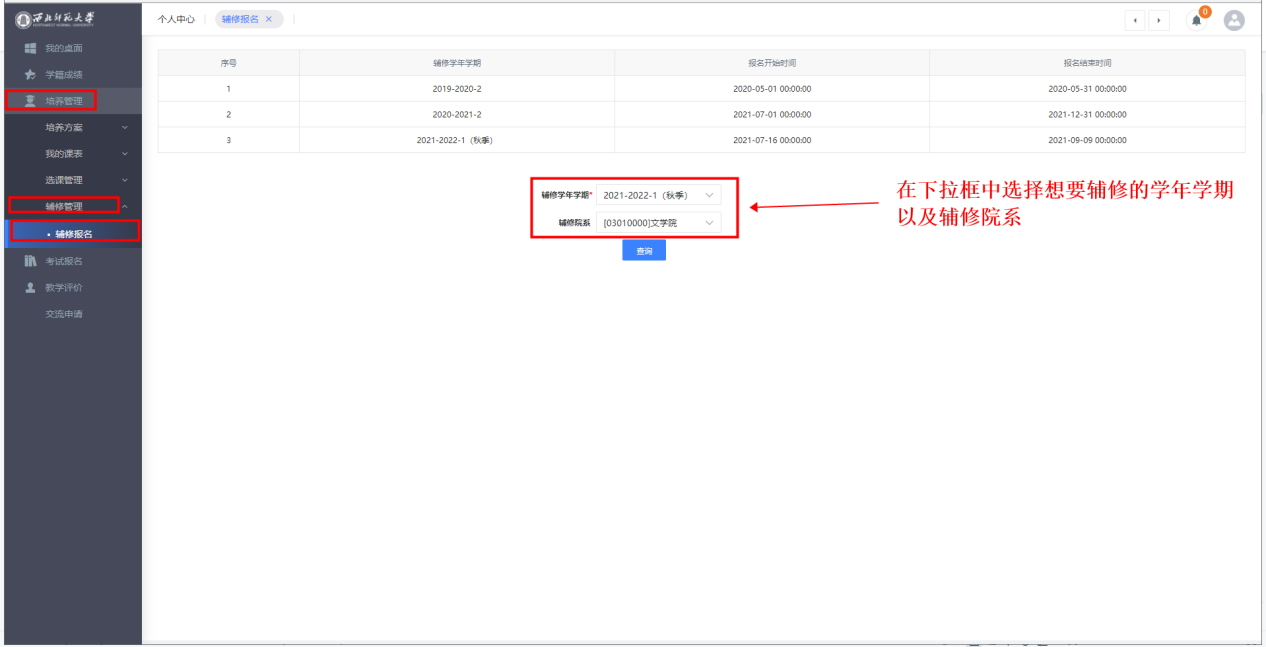 西北师范大学
NORTHWEST NORMAL UNIVERSITY
个人中心 辅修报名 ×
0
我的桌面
学籍成绩
培养管理
培养方案
我的课表
选课管理
辅修管理
• 辅修报名
考试报名
教学评价
交流申请
序号 辅修学年学期 报名开始时间 报名结束时间
1 2019-2020-2 2020-05-01 00:00:00 2020-05-31 00:00:00
2 2020-2021-2 2021-07-01 00:00:00 2021-12-31 00:00:00
3 2021-2022-1（秋季） 2021-07-16 00:00:00 2021-09-09 00:00:00
辅修学年学期* 2021-2022-1（秋季）
辅修院系 [03010000]文学院
查询
在下拉框中选择想要辅修的学年学期
以及辅修院系